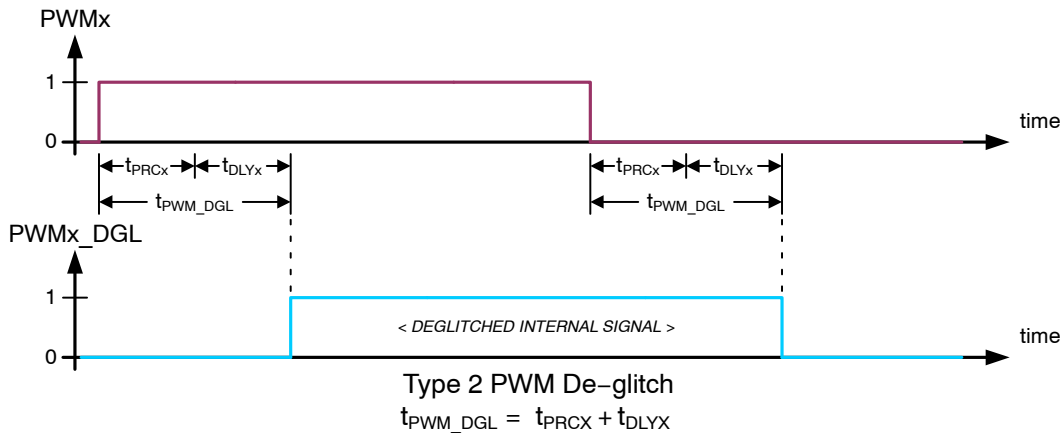 PWMx
1
0
time
tPRCx tDLYx tPRCx tDLYx
tPWM_DGL tPWM_DGL
PWMx_DGL
1
< DEGLITCHED INTERNAL SIGNAL >
0
time
Type 2 PWM De−glitch
tPWM_DGL = tPRCX + tDLYX